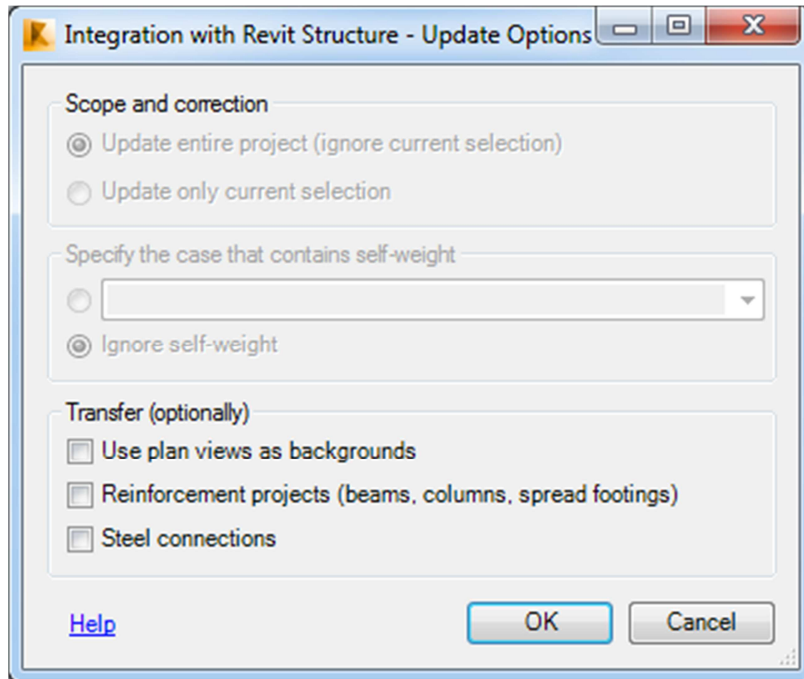 Integration with Revit Structure - Update Options
Scope and correction
Update entire project (ignore current selection)
Update only current selection
Specify the case that contains self-weight
Ignore self-weight
Transfer (optionally)
Use plan views as backgrounds
Reinforcement projects (beams, columns, spread footings)
Steel connections
Help
OK
Cancel